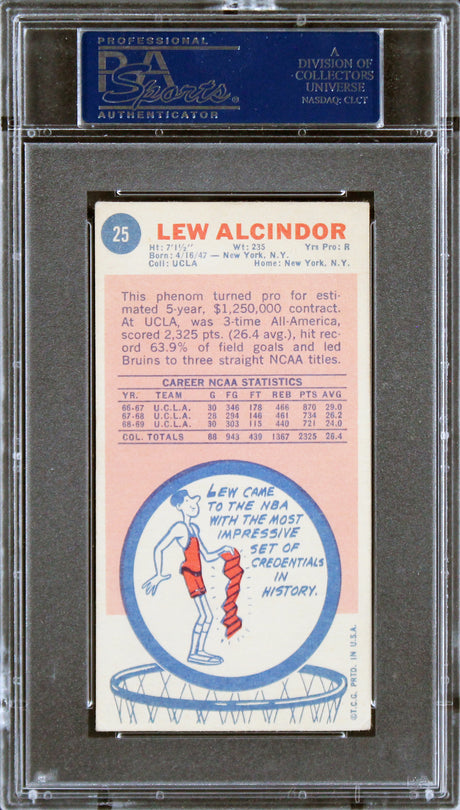 PROFESSIONAL
PSA
Sports
AUTHENTICATOR
A
DIVISION OF
COLLECTORS
UNIVERSE
NASDAQ: CLCT
25
LEW ALCINDOR
Ht: 7'1½" Wt: 235 Yrs Pro: R
Born: 4/16/47 — New York, N.Y.
Coll: UCLA Home: New York, N.Y.
This phenom turned pro for esti-
mated 5-year, $1,250,000 contract.
At UCLA, was 3-time All-America,
scored 2,325 pts. (26.4 avg.), hit record
63.9% of field goals and led
Bruins to three straight NCAA titles.
CAREER NCAA STATISTICS
YR. TEAM G FG FT REB PTS AVG
66-67 U.C.L.A. 30 346 178 466 870 29.0
67-68 U.C.L.A. 28 294 146 461 734 26.2
68-69 U.C.L.A. 30 303 115 440 721 24.0
COL. TOTALS 88 943 439 1367 2325 26.4
LEW CAME
TO THE NBA
WITH THE MOST
IMPRESSIVE
SET OF
CREDENTIALS
IN
HISTORY.
©T.C.G. PRTD. IN U.S.A.